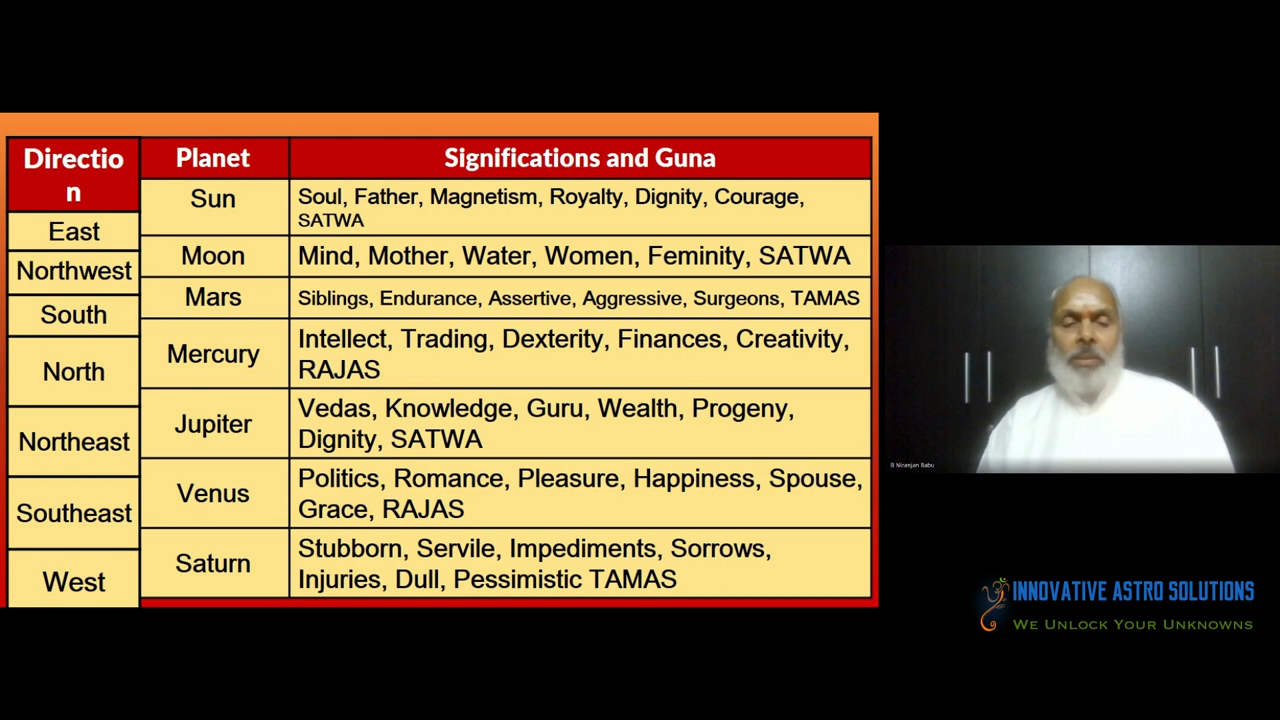 Directio
n
Planet
Significations and Guna
East
Sun
Soul, Father, Magnetism, Royalty, Dignity, Courage,
SATWA
Northwest
Moon
Mind, Mother, Water, Women, Feminity, SATWA
South
Mars
Siblings, Endurance, Assertive, Aggressive, Surgeons, TAMAS
North
Mercury
Intellect, Trading, Dexterity, Finances, Creativity,
RAJAS
Northeast
Jupiter
Vedas, Knowledge, Guru, Wealth, Progeny,
Dignity, SATWA
Southeast
Venus
Politics, Romance, Pleasure, Happiness, Spouse,
Grace, RAJAS
West
Saturn
Stubborn, Servile, Impediments, Sorrows,
Injuries, Dull, Pessimistic TAMAS
B Niranjan Babu
INNOVATIVE ASTRO SOLUTIONS
WE UNLOCK YOUR UNKNOWNS